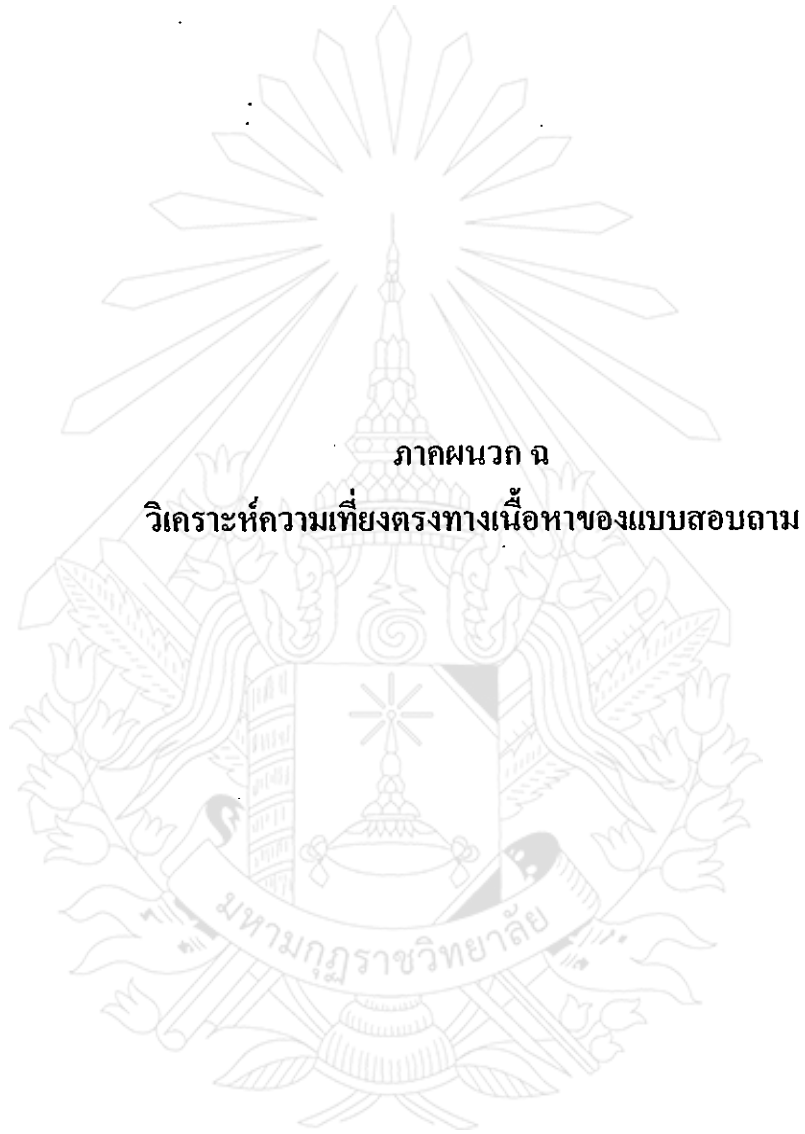 ภาคผนวก ฉ
วิเคราะห์ความเที่ยงตรงทางเนื้อหาของแบบสอบถาม
มหามกุฏราชวิทยาลัย